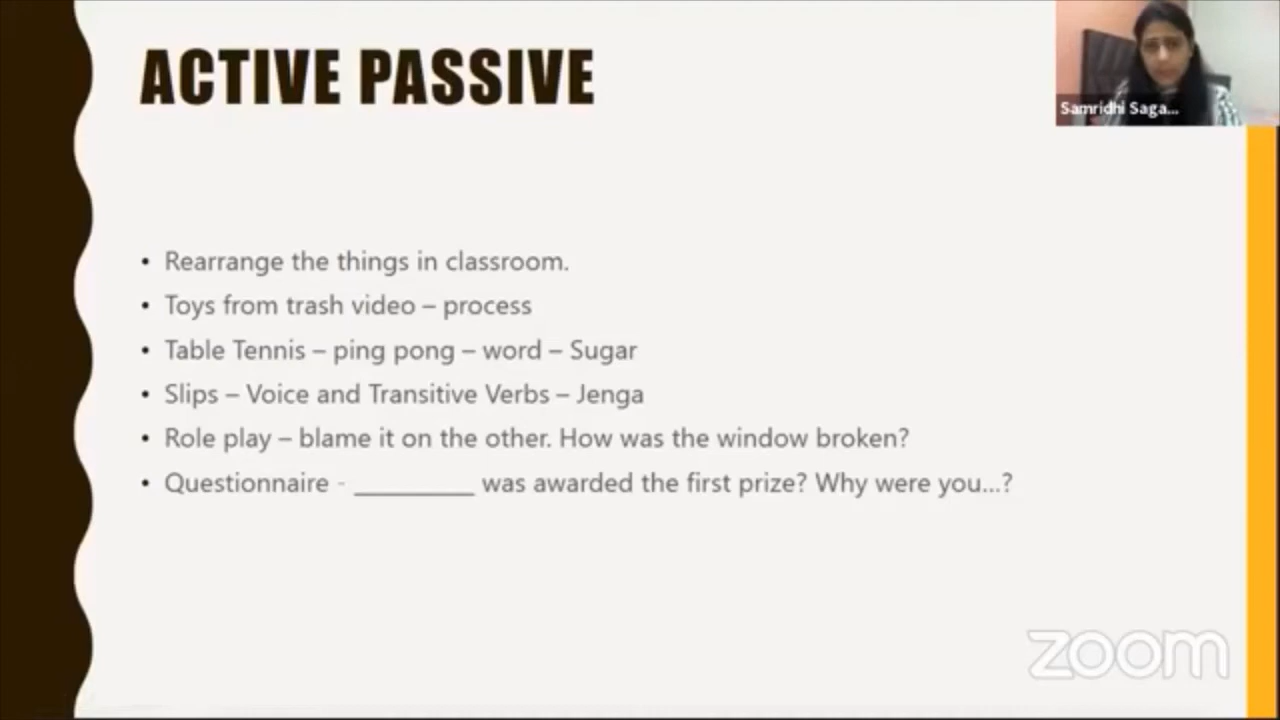 ACTIVE PASSIVE
Samridhi Saga...
• Rearrange the things in classroom.
• Toys from trash video – process
• Table Tennis – ping pong – word – Sugar
• Slips – Voice and Transitive Verbs – Jenga
• Role play – blame it on the other. How was the window broken?
• Questionnaire - _________ was awarded the first prize? Why were you...?
zoom